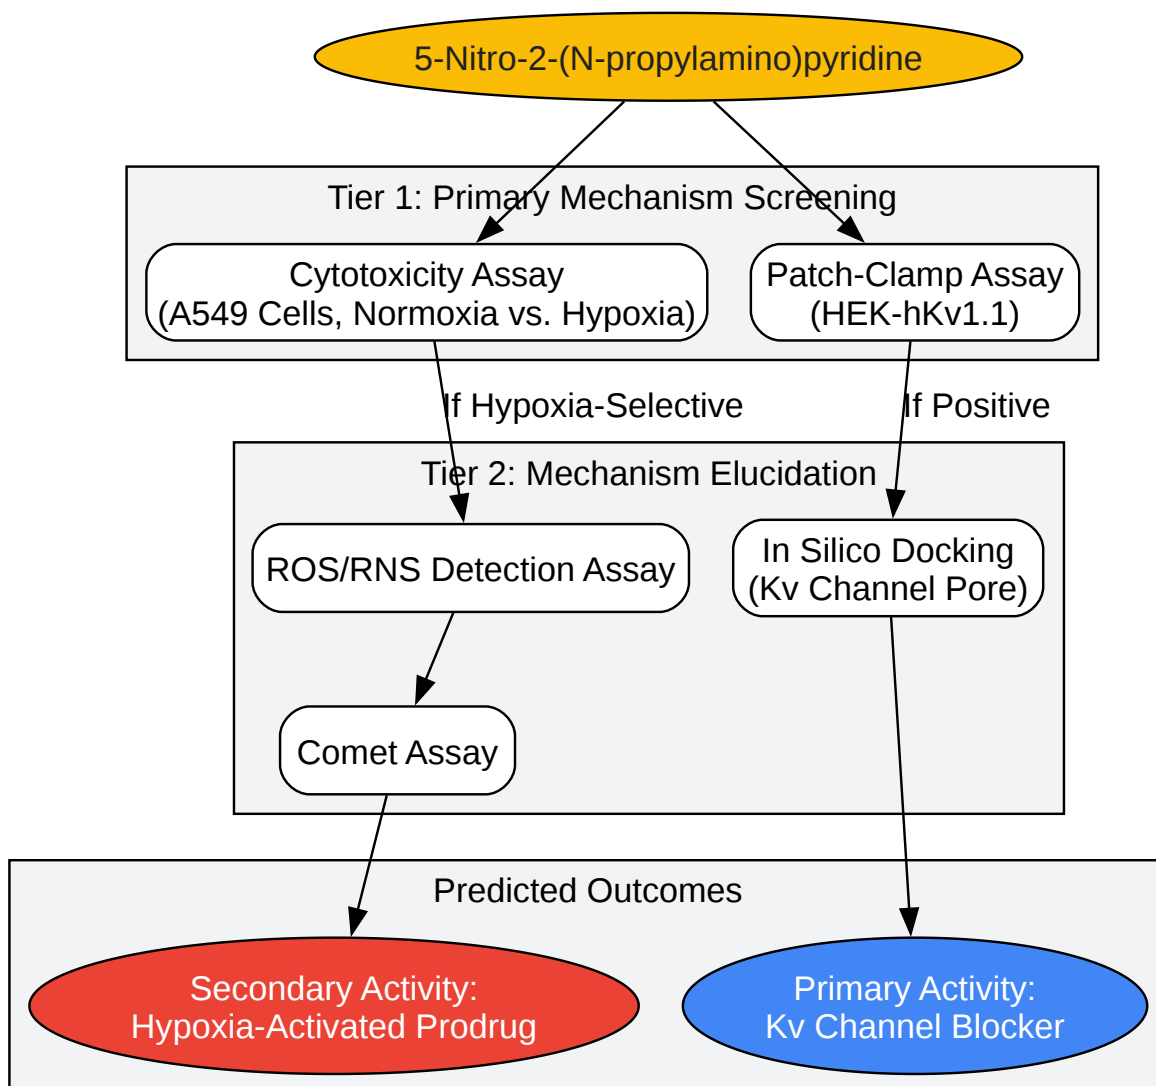 5-Nitro-2-(N-propylamino)pyridine
Tier 1: Primary Mechanism Screening
Cytotoxicity Assay
(A549 Cells, Normoxia vs. Hypoxia)
Patch-Clamp Assay
(HEK-hKv1.1)
If Hypoxia-Selective
If Positive
Tier 2: Mechanism Elucidation
ROS/RNS Detection Assay
In Silico Docking
(Kv Channel Pore)
Comet Assay
Predicted Outcomes
Secondary Activity:
Hypoxia-Activated Prodrug
Primary Activity:
Kv Channel Blocker